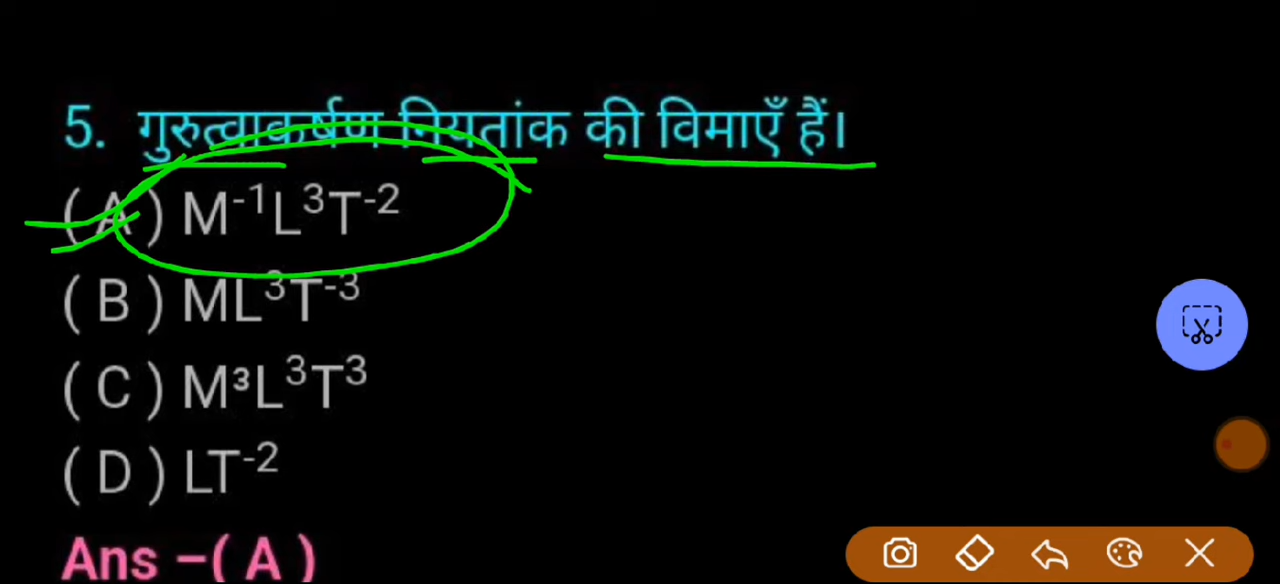 5. गुरुत्वाकर्षण नियतांक की विमाएँ हैं।
( A ) M⁻¹L³T⁻²
( B ) ML³T⁻³
( C ) M³L³T³
( D ) LT⁻²
Ans –( A )